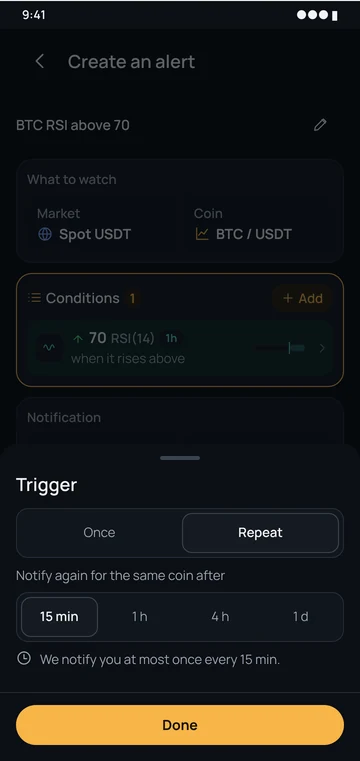 9:41
Create an alert
BTC RSI above 70
What to watch
Market
Coin
Spot USDT
BTC / USDT
Conditions 1
+ Add
70 RSI(14) 1h
when it rises above
Notification
Trigger
Once
Repeat
Notify again for the same coin after
15 min
1 h
4 h
1 d
We notify you at most once every 15 min.
Done